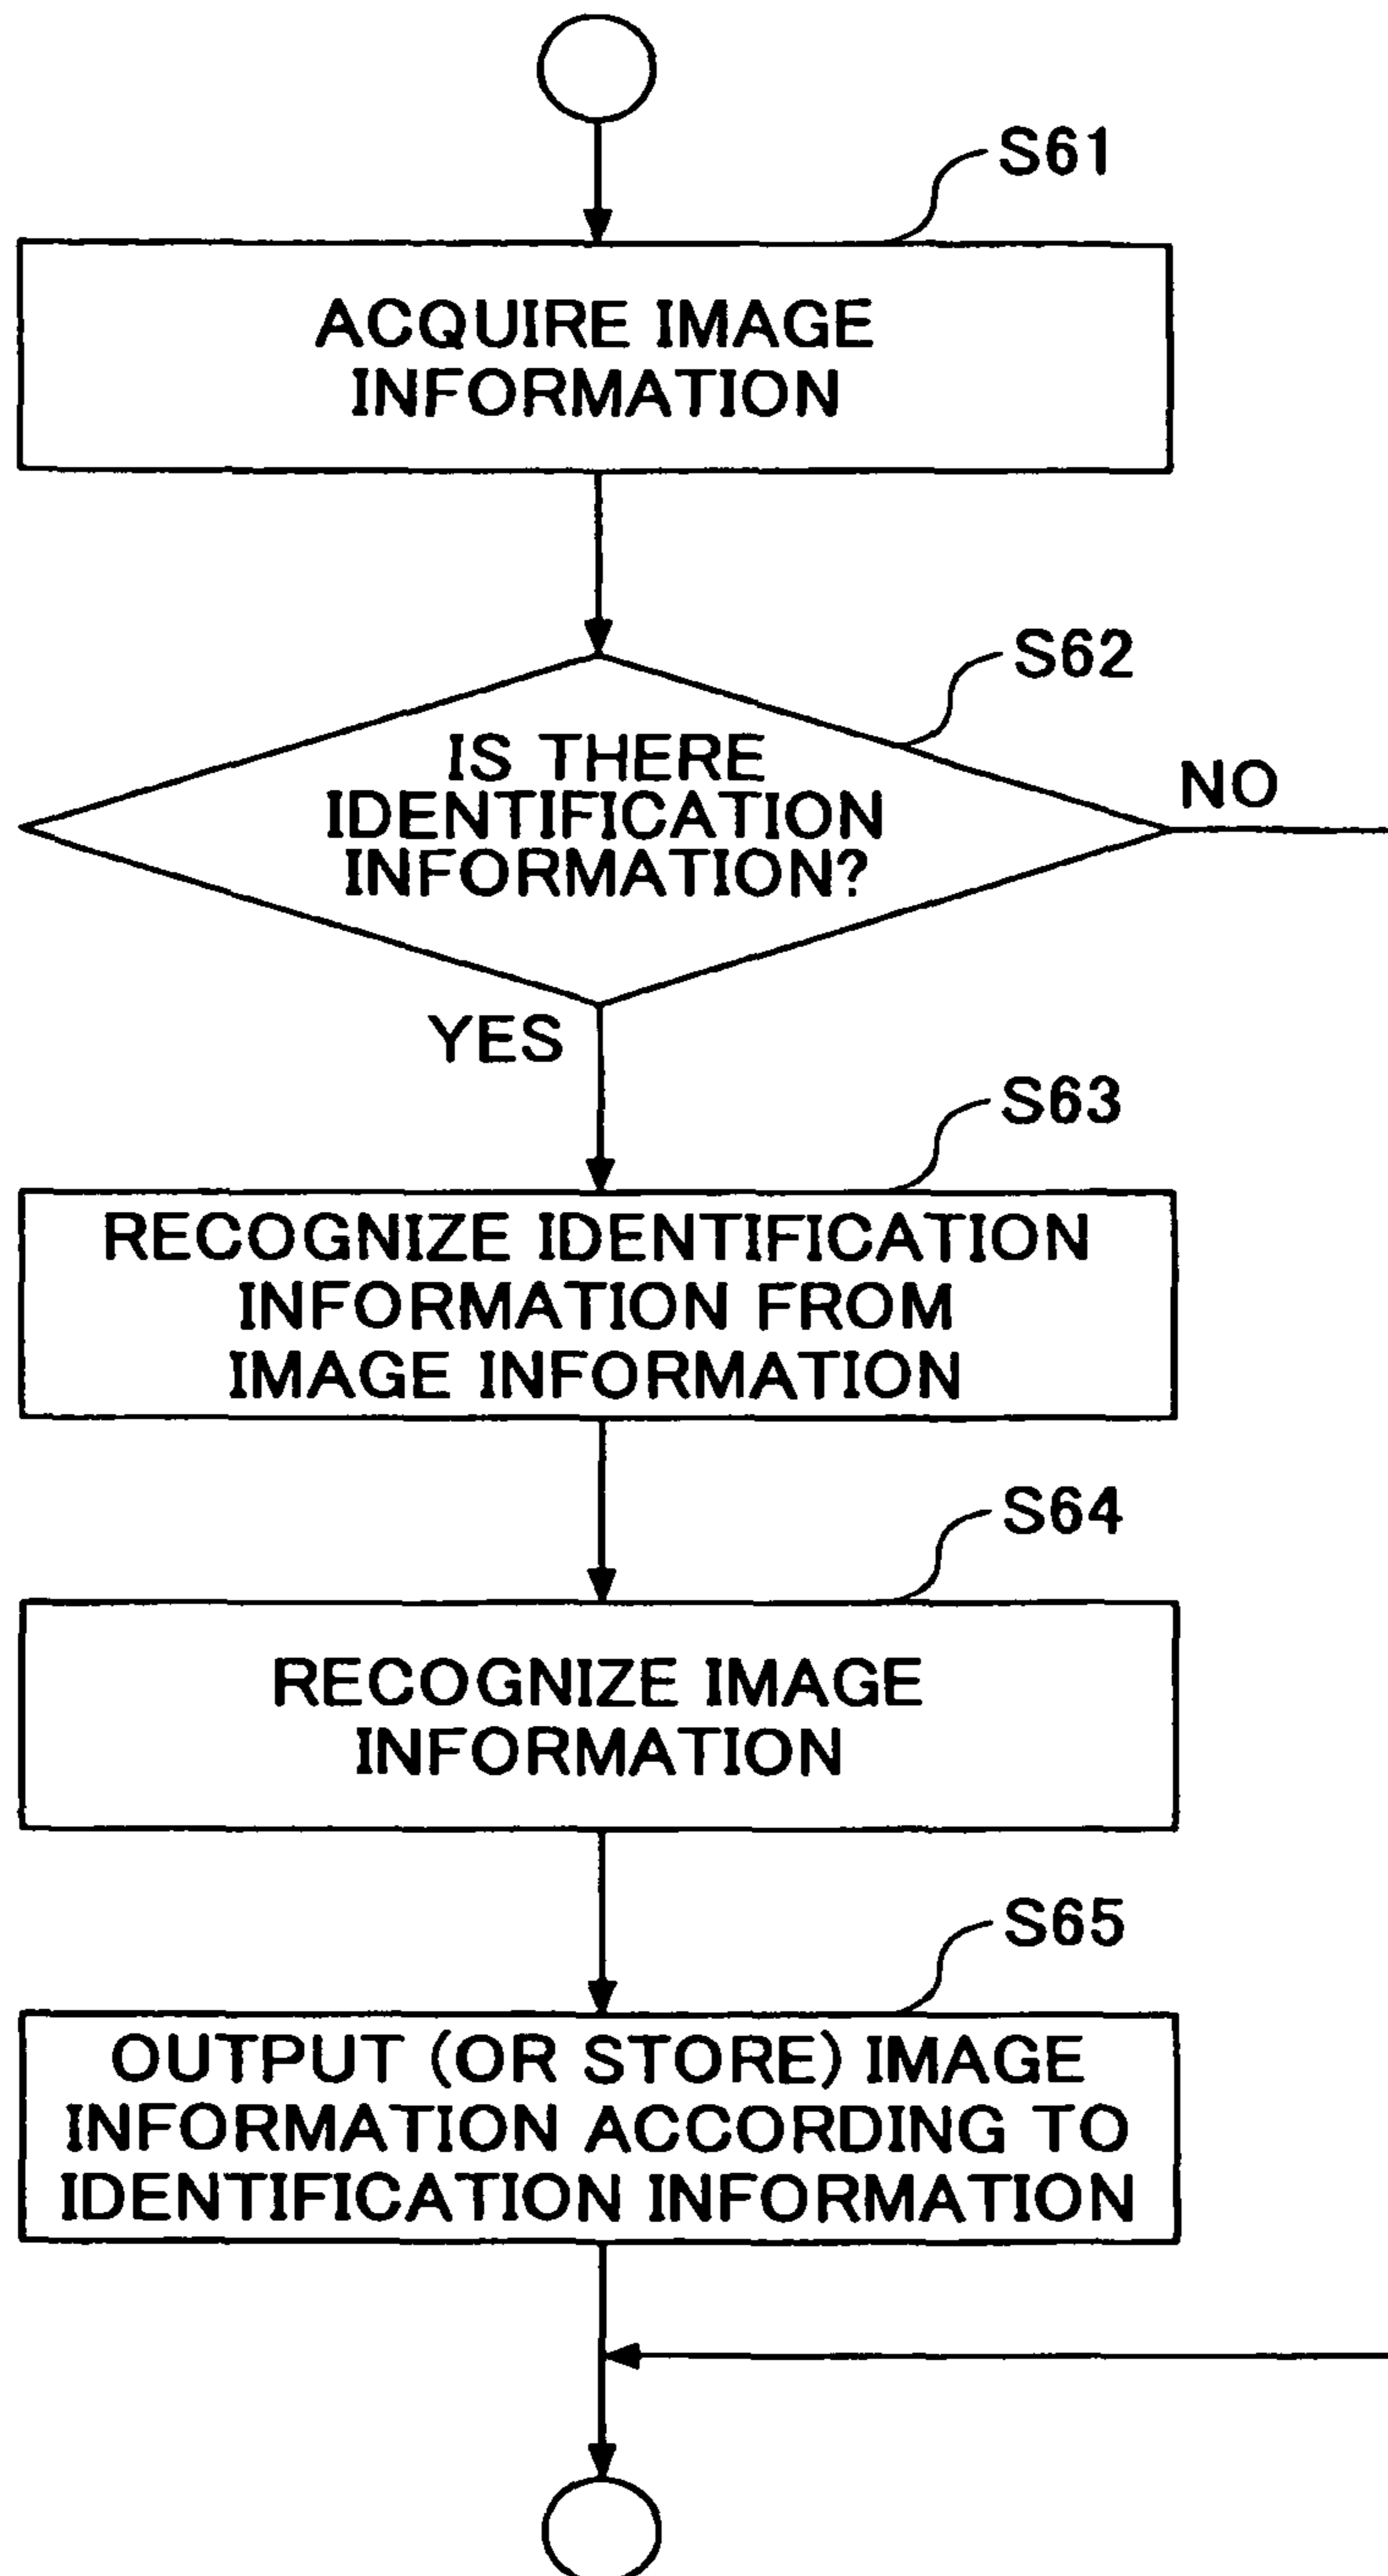 S61
ACQUIRE IMAGE
INFORMATION
S62
IS THERE
IDENTIFICATION
INFORMATION?
NO
YES
S63
RECOGNIZE IDENTIFICATION
INFORMATION FROM
IMAGE INFORMATION
S64
RECOGNIZE IMAGE
INFORMATION
S65
OUTPUT (OR STORE) IMAGE
INFORMATION ACCORDING TO
IDENTIFICATION INFORMATION